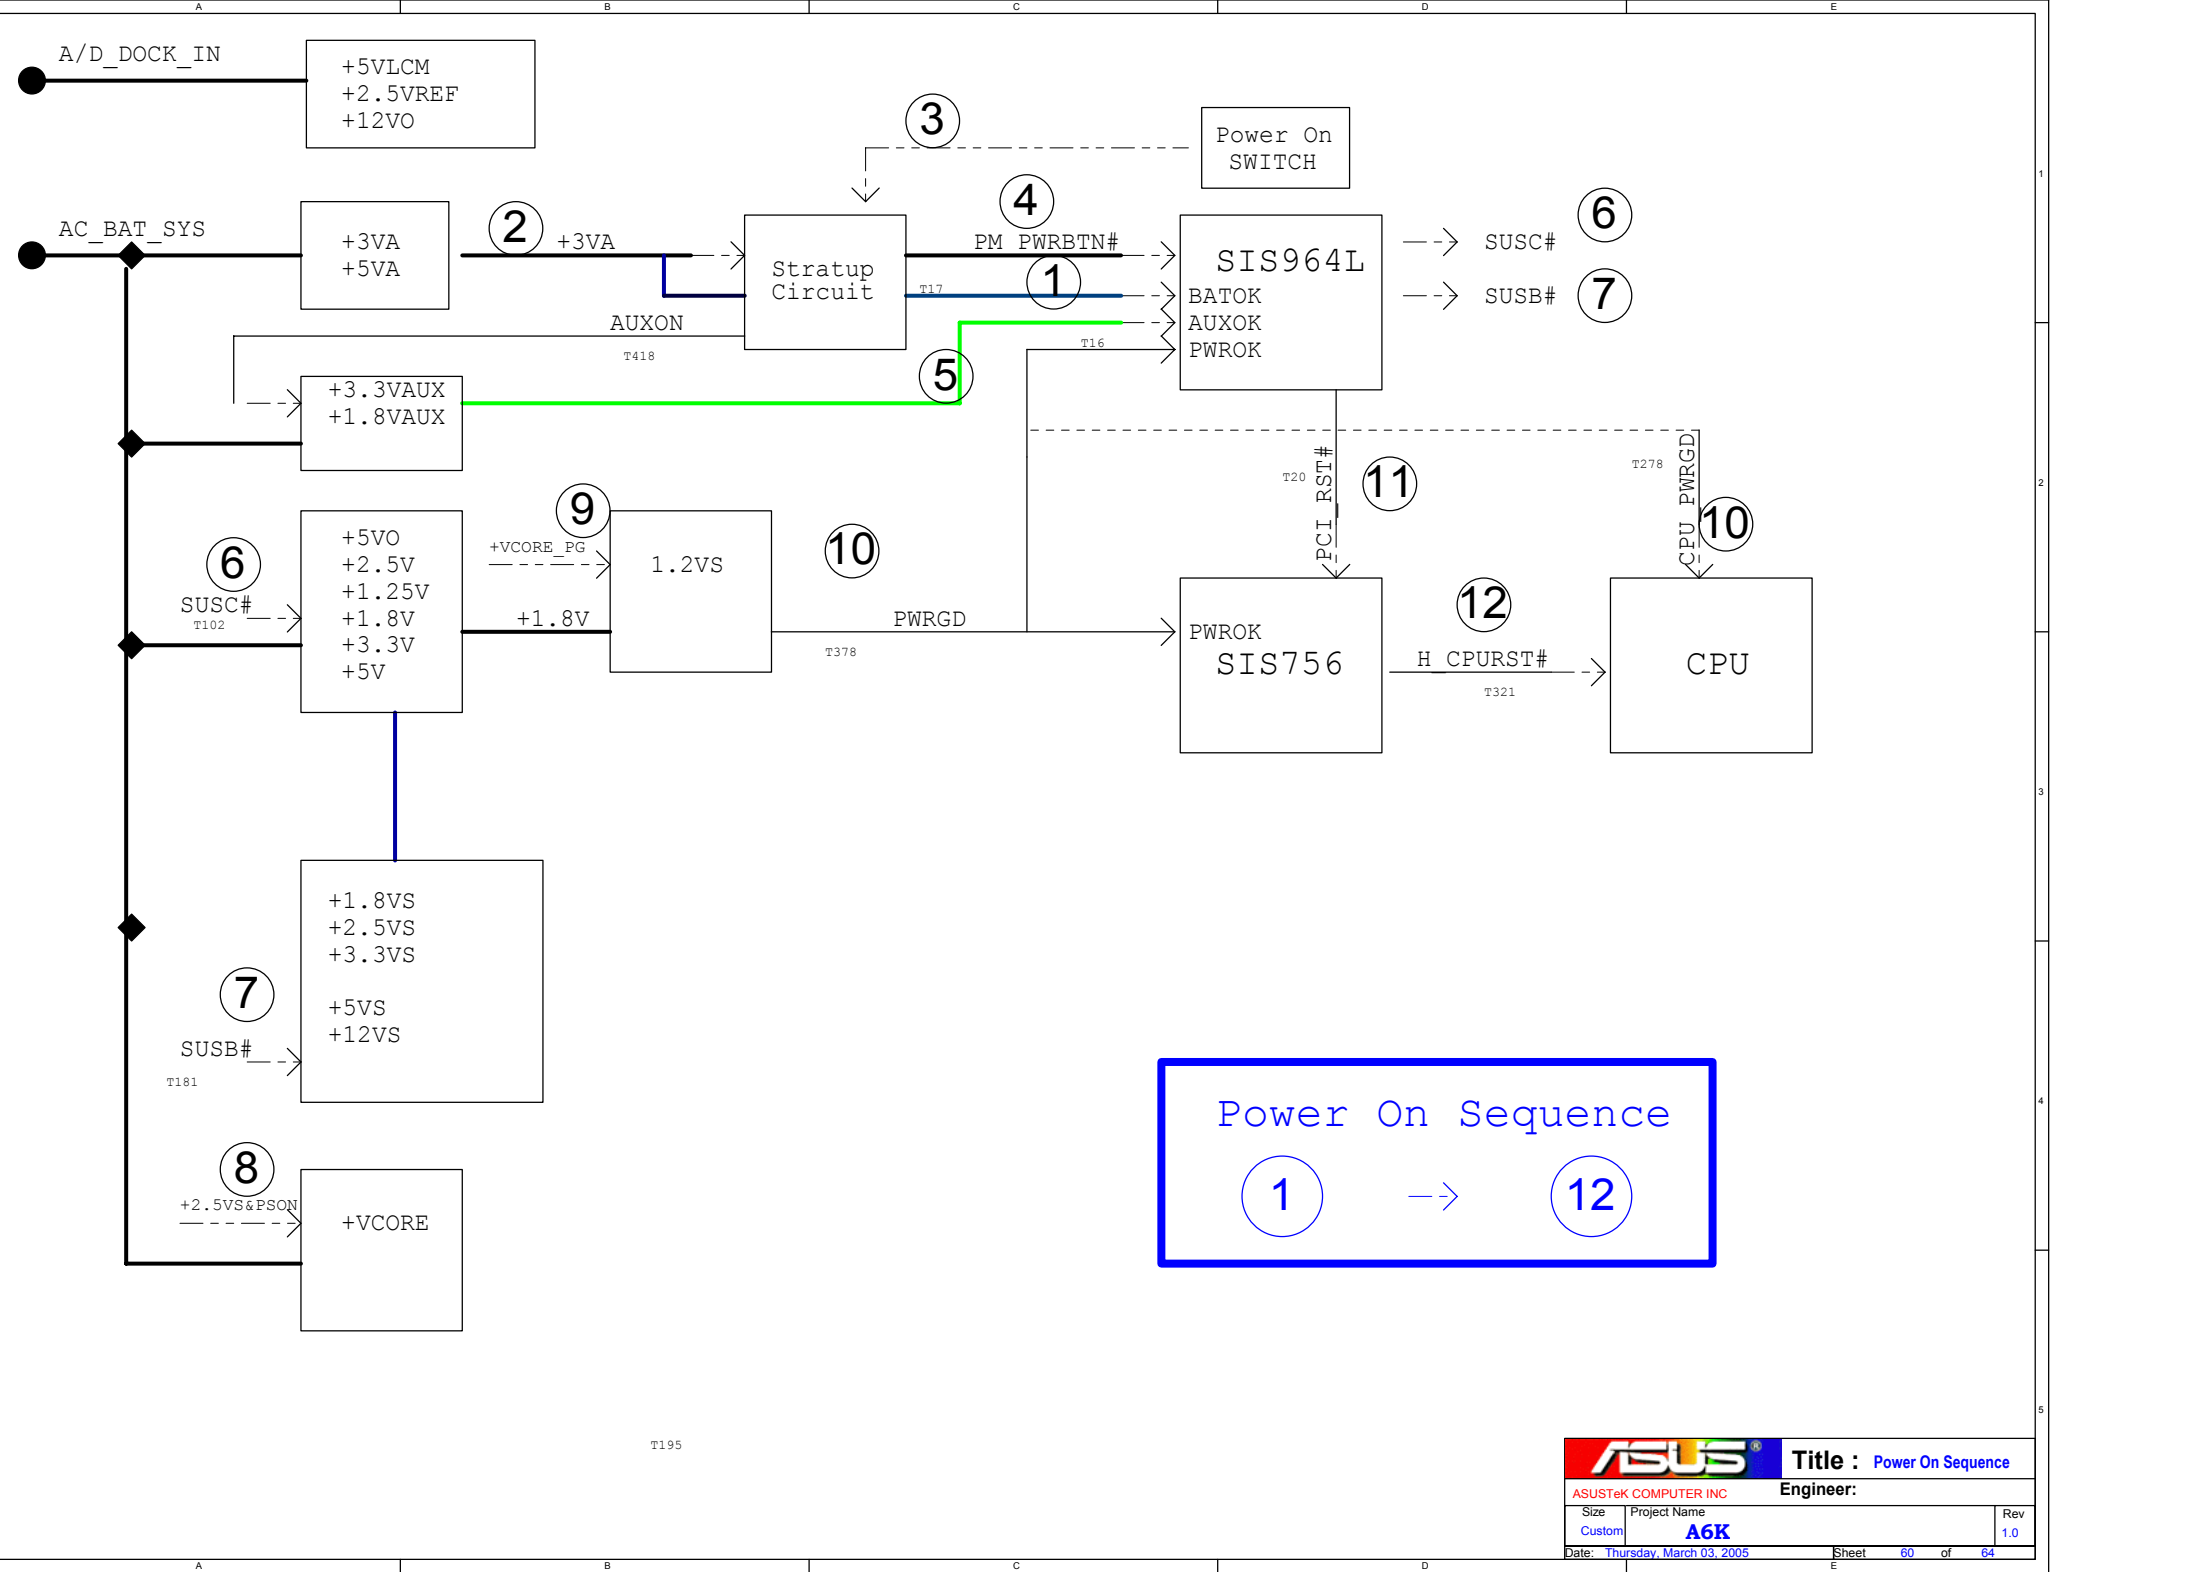 A B C D E
A/D_DOCK_IN
+5VLCM
+2.5VREF
+12VO
3
Power On
SWITCH
1
AC_BAT_SYS
+3VA
+5VA
2
+3VA
Stratup
Circuit
4
PM_PWRBTN#
1
T17
SIS964L
BATOK
AUXOK
PWROK
SUSC#
6
SUSB#
7
AUXON
T418
T16
5
+3.3VAUX
+1.8VAUX
T20
PCI_RST#
11
T278
CPU_PWRGD
10
2
6
SUSC#
T102
+5VO
+2.5V
+1.25V
+1.8V
+3.3V
+5V
9
+VCORE_PG
+1.8V
1.2VS
10
PWRGD
T378
PWROK
SIS756
12
H_CPURST#
T321
CPU
3
+1.8VS
+2.5VS
+3.3VS
+5VS
+12VS
7
SUSB#
T181
8
+2.5VS&PSON
+VCORE
Power On Sequence
1
12
4
5
T195
ASUS®
Title : Power On Sequence
ASUSTeK COMPUTER INC
Engineer:
Size
Custom
Project Name
A6K
Rev
1.0
Date: Thursday, March 03, 2005
Sheet 60 of 64
A B C D E